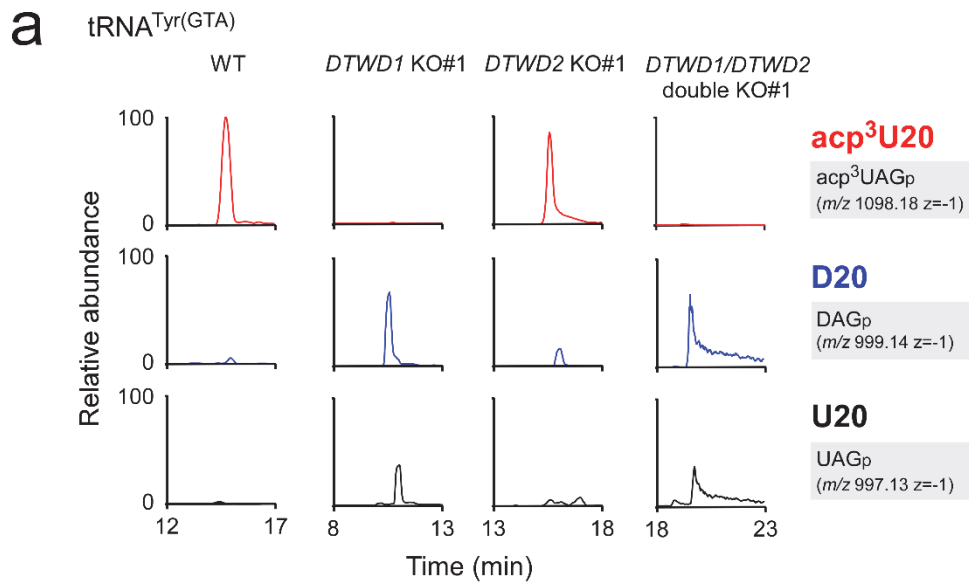 a
tRNATyr(GTA)
WT
DTWD1 KO#1
DTWD2 KO#1
DTWD1/DTWD2
double KO#1
Relative abundance
100
0
100
0
100
0
acp³U20
acp³UAGp
(m/z 1098.18 z=-1)
D20
DAGp
(m/z 999.14 z=-1)
U20
UAGp
(m/z 997.13 z=-1)
12 17 8 13 13 18 18 23
Time (min)